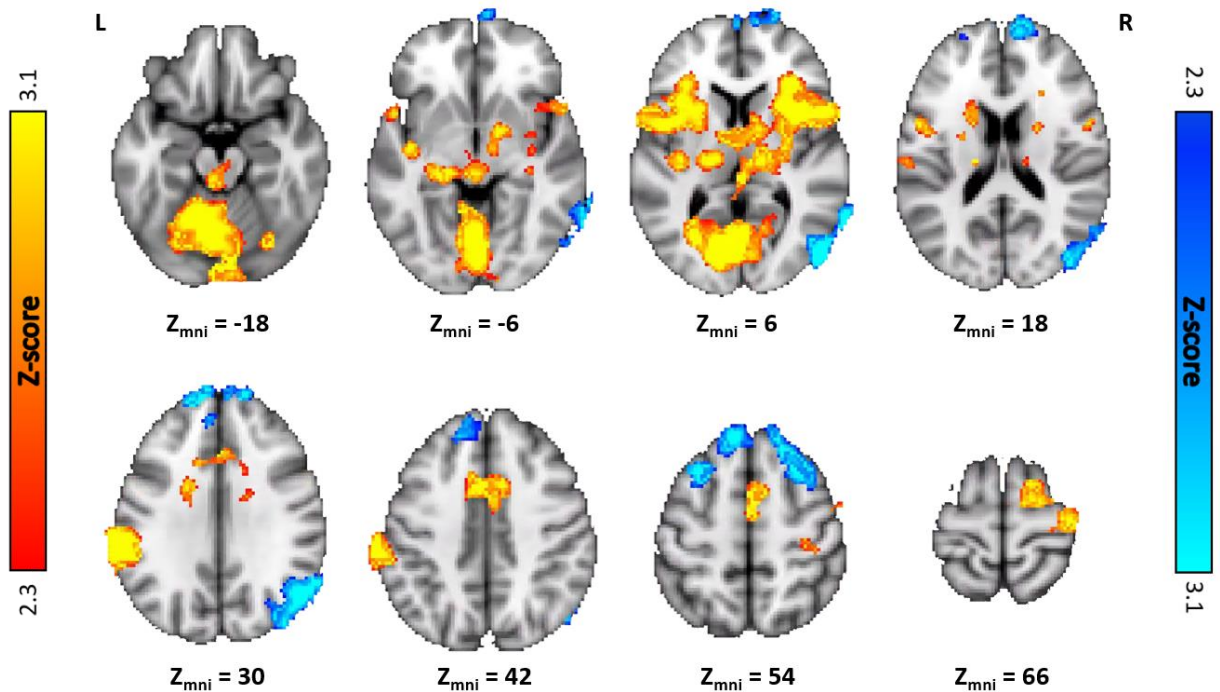 L
R
3.1
Z-score
2.3
2.3
Z-score
3.1
Zmni = -18
Zmni = -6
Zmni = 6
Zmni = 18
Zmni = 30
Zmni = 42
Zmni = 54
Zmni = 66